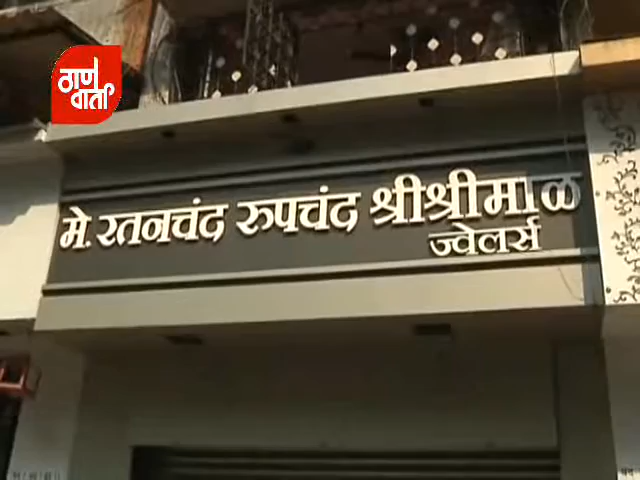 ठाणे
वार्ता
मे. रतनचंद रुपचंद श्रीश्रीमाळ
ज्वेलर्स